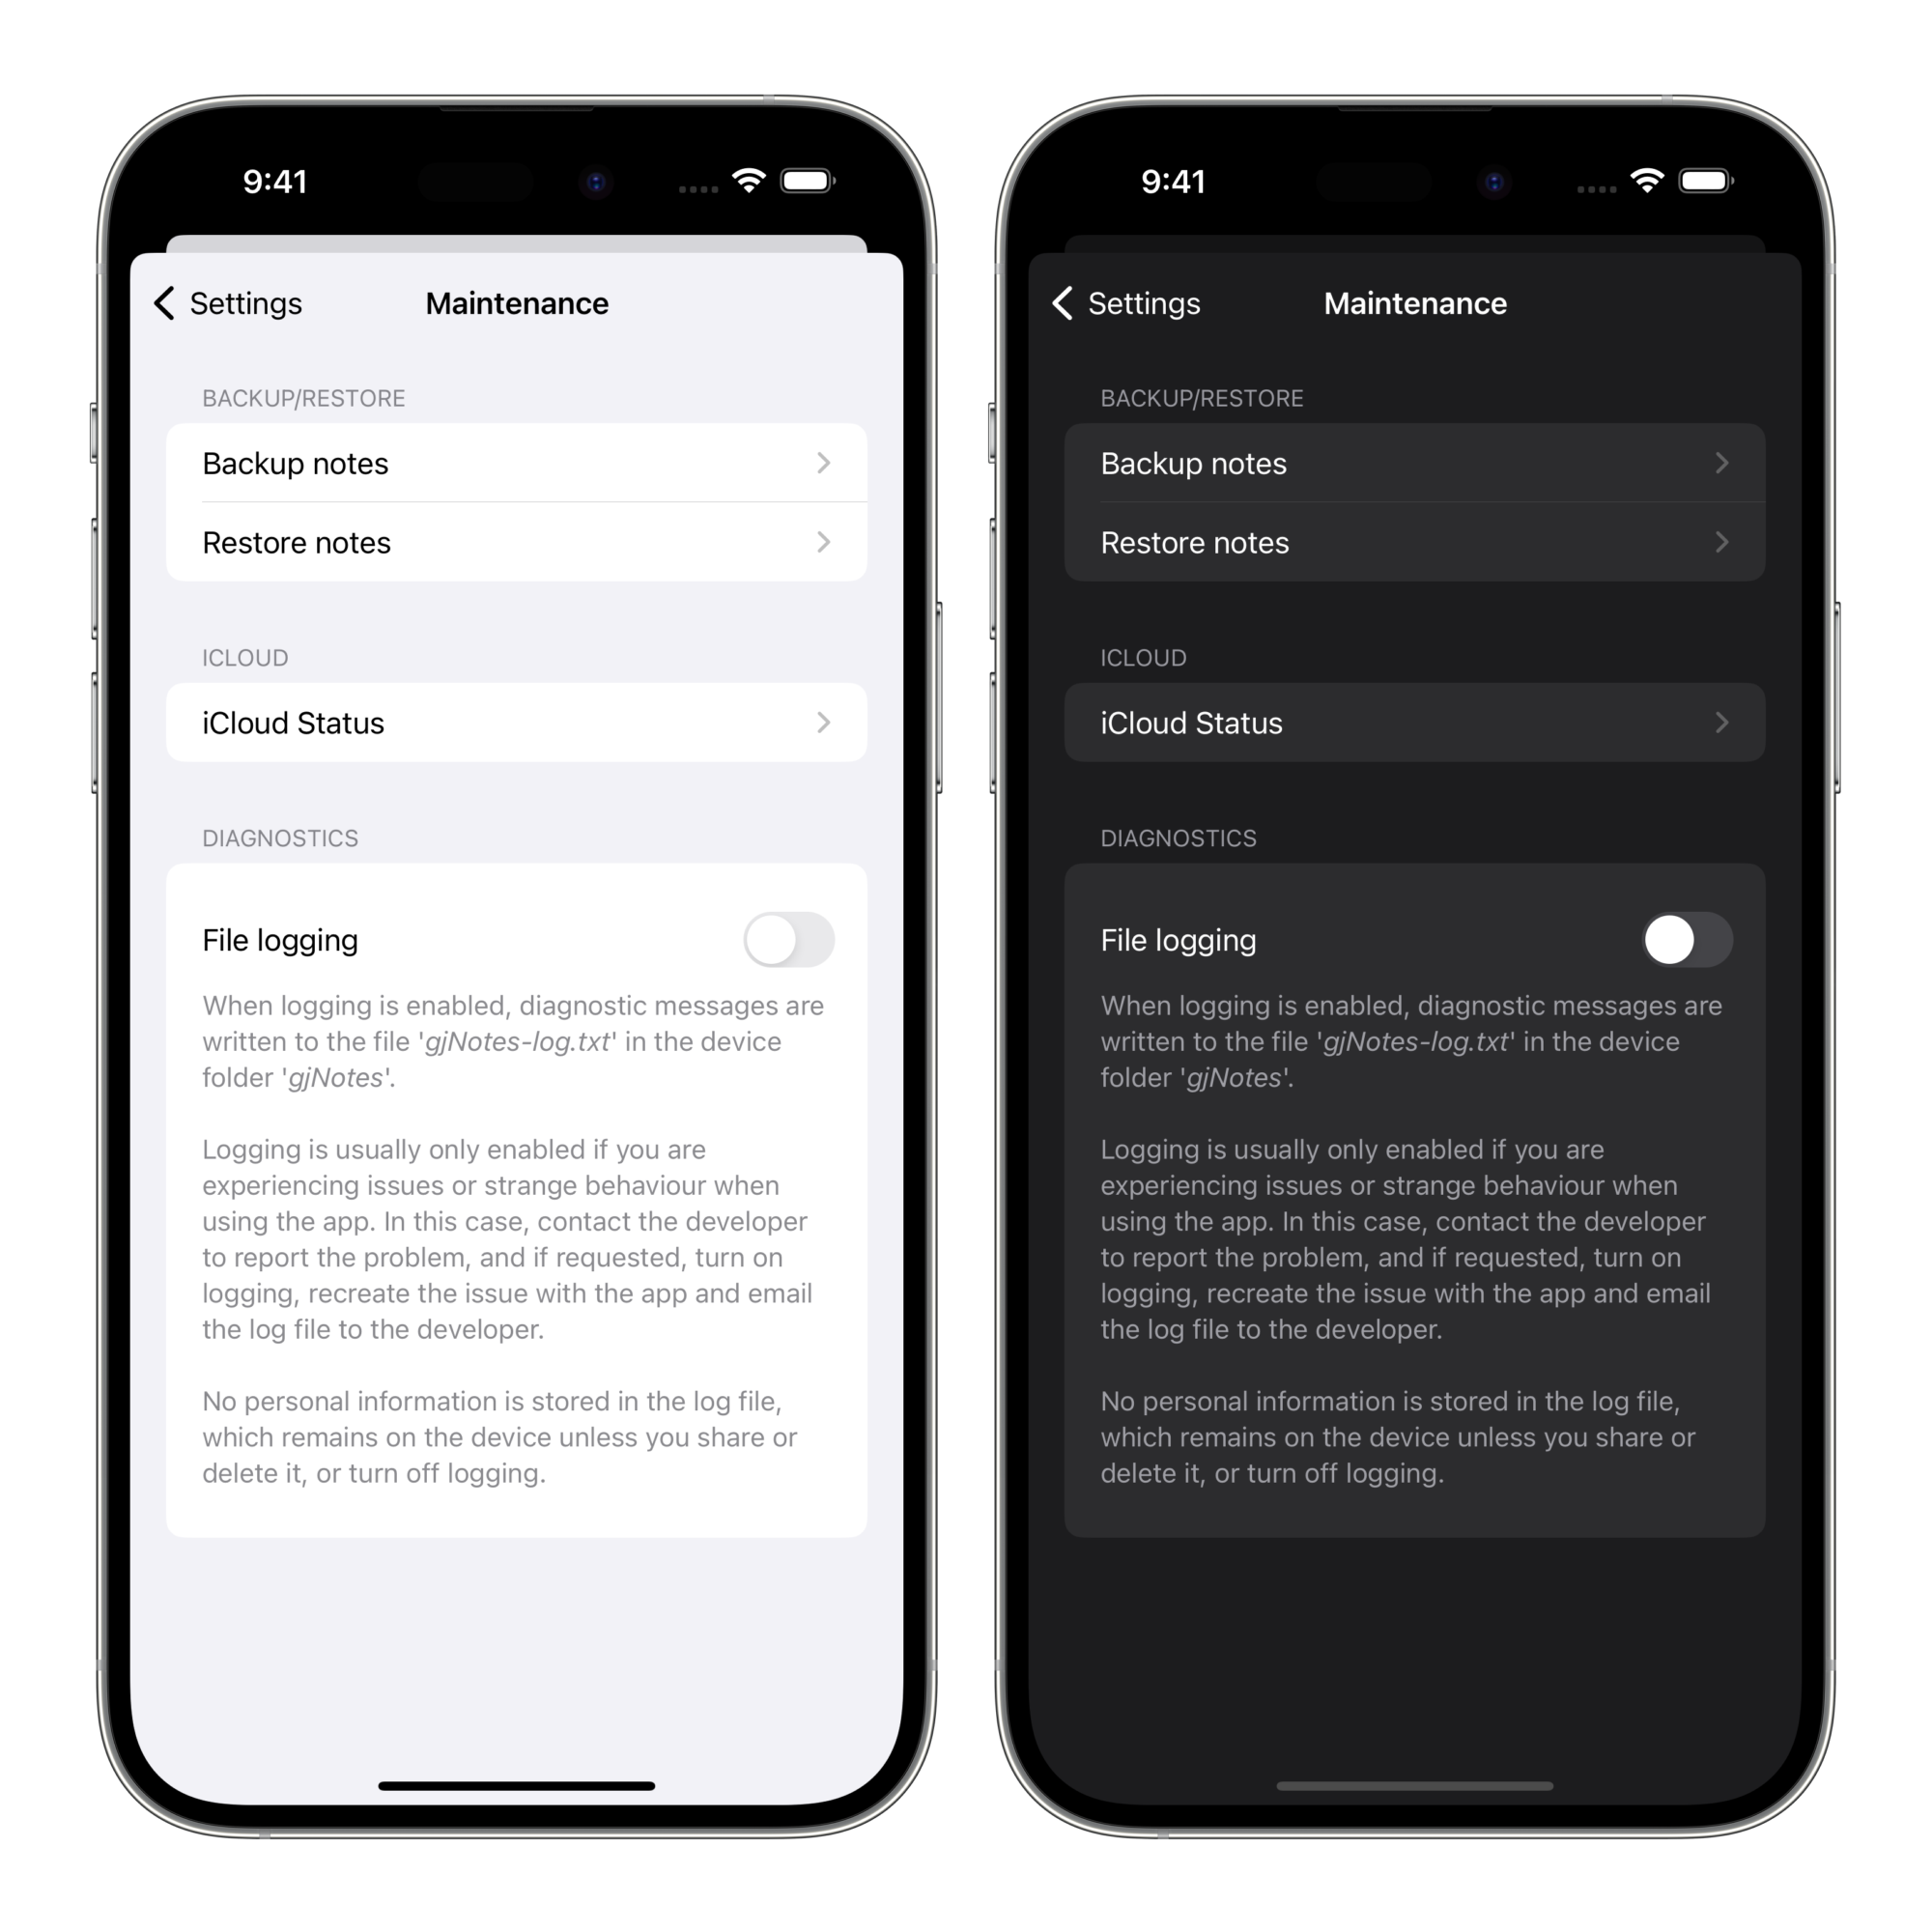 9:41
Settings
Maintenance
BACKUP/RESTORE
Backup notes
Restore notes
ICLOUD
iCloud Status
DIAGNOSTICS
File logging
When logging is enabled, diagnostic messages are
written to the file 'gjNotes-log.txt' in the device
folder 'gjNotes'.
Logging is usually only enabled if you are
experiencing issues or strange behaviour when
using the app. In this case, contact the developer
to report the problem, and if requested, turn on
logging, recreate the issue with the app and email
the log file to the developer.
No personal information is stored in the log file,
which remains on the device unless you share or
delete it, or turn off logging.
9:41
Settings
Maintenance
BACKUP/RESTORE
Backup notes
Restore notes
ICLOUD
iCloud Status
DIAGNOSTICS
File logging
When logging is enabled, diagnostic messages are
written to the file 'gjNotes-log.txt' in the device
folder 'gjNotes'.
Logging is usually only enabled if you are
experiencing issues or strange behaviour when
using the app. In this case, contact the developer
to report the problem, and if requested, turn on
logging, recreate the issue with the app and email
the log file to the developer.
No personal information is stored in the log file,
which remains on the device unless you share or
delete it, or turn off logging.